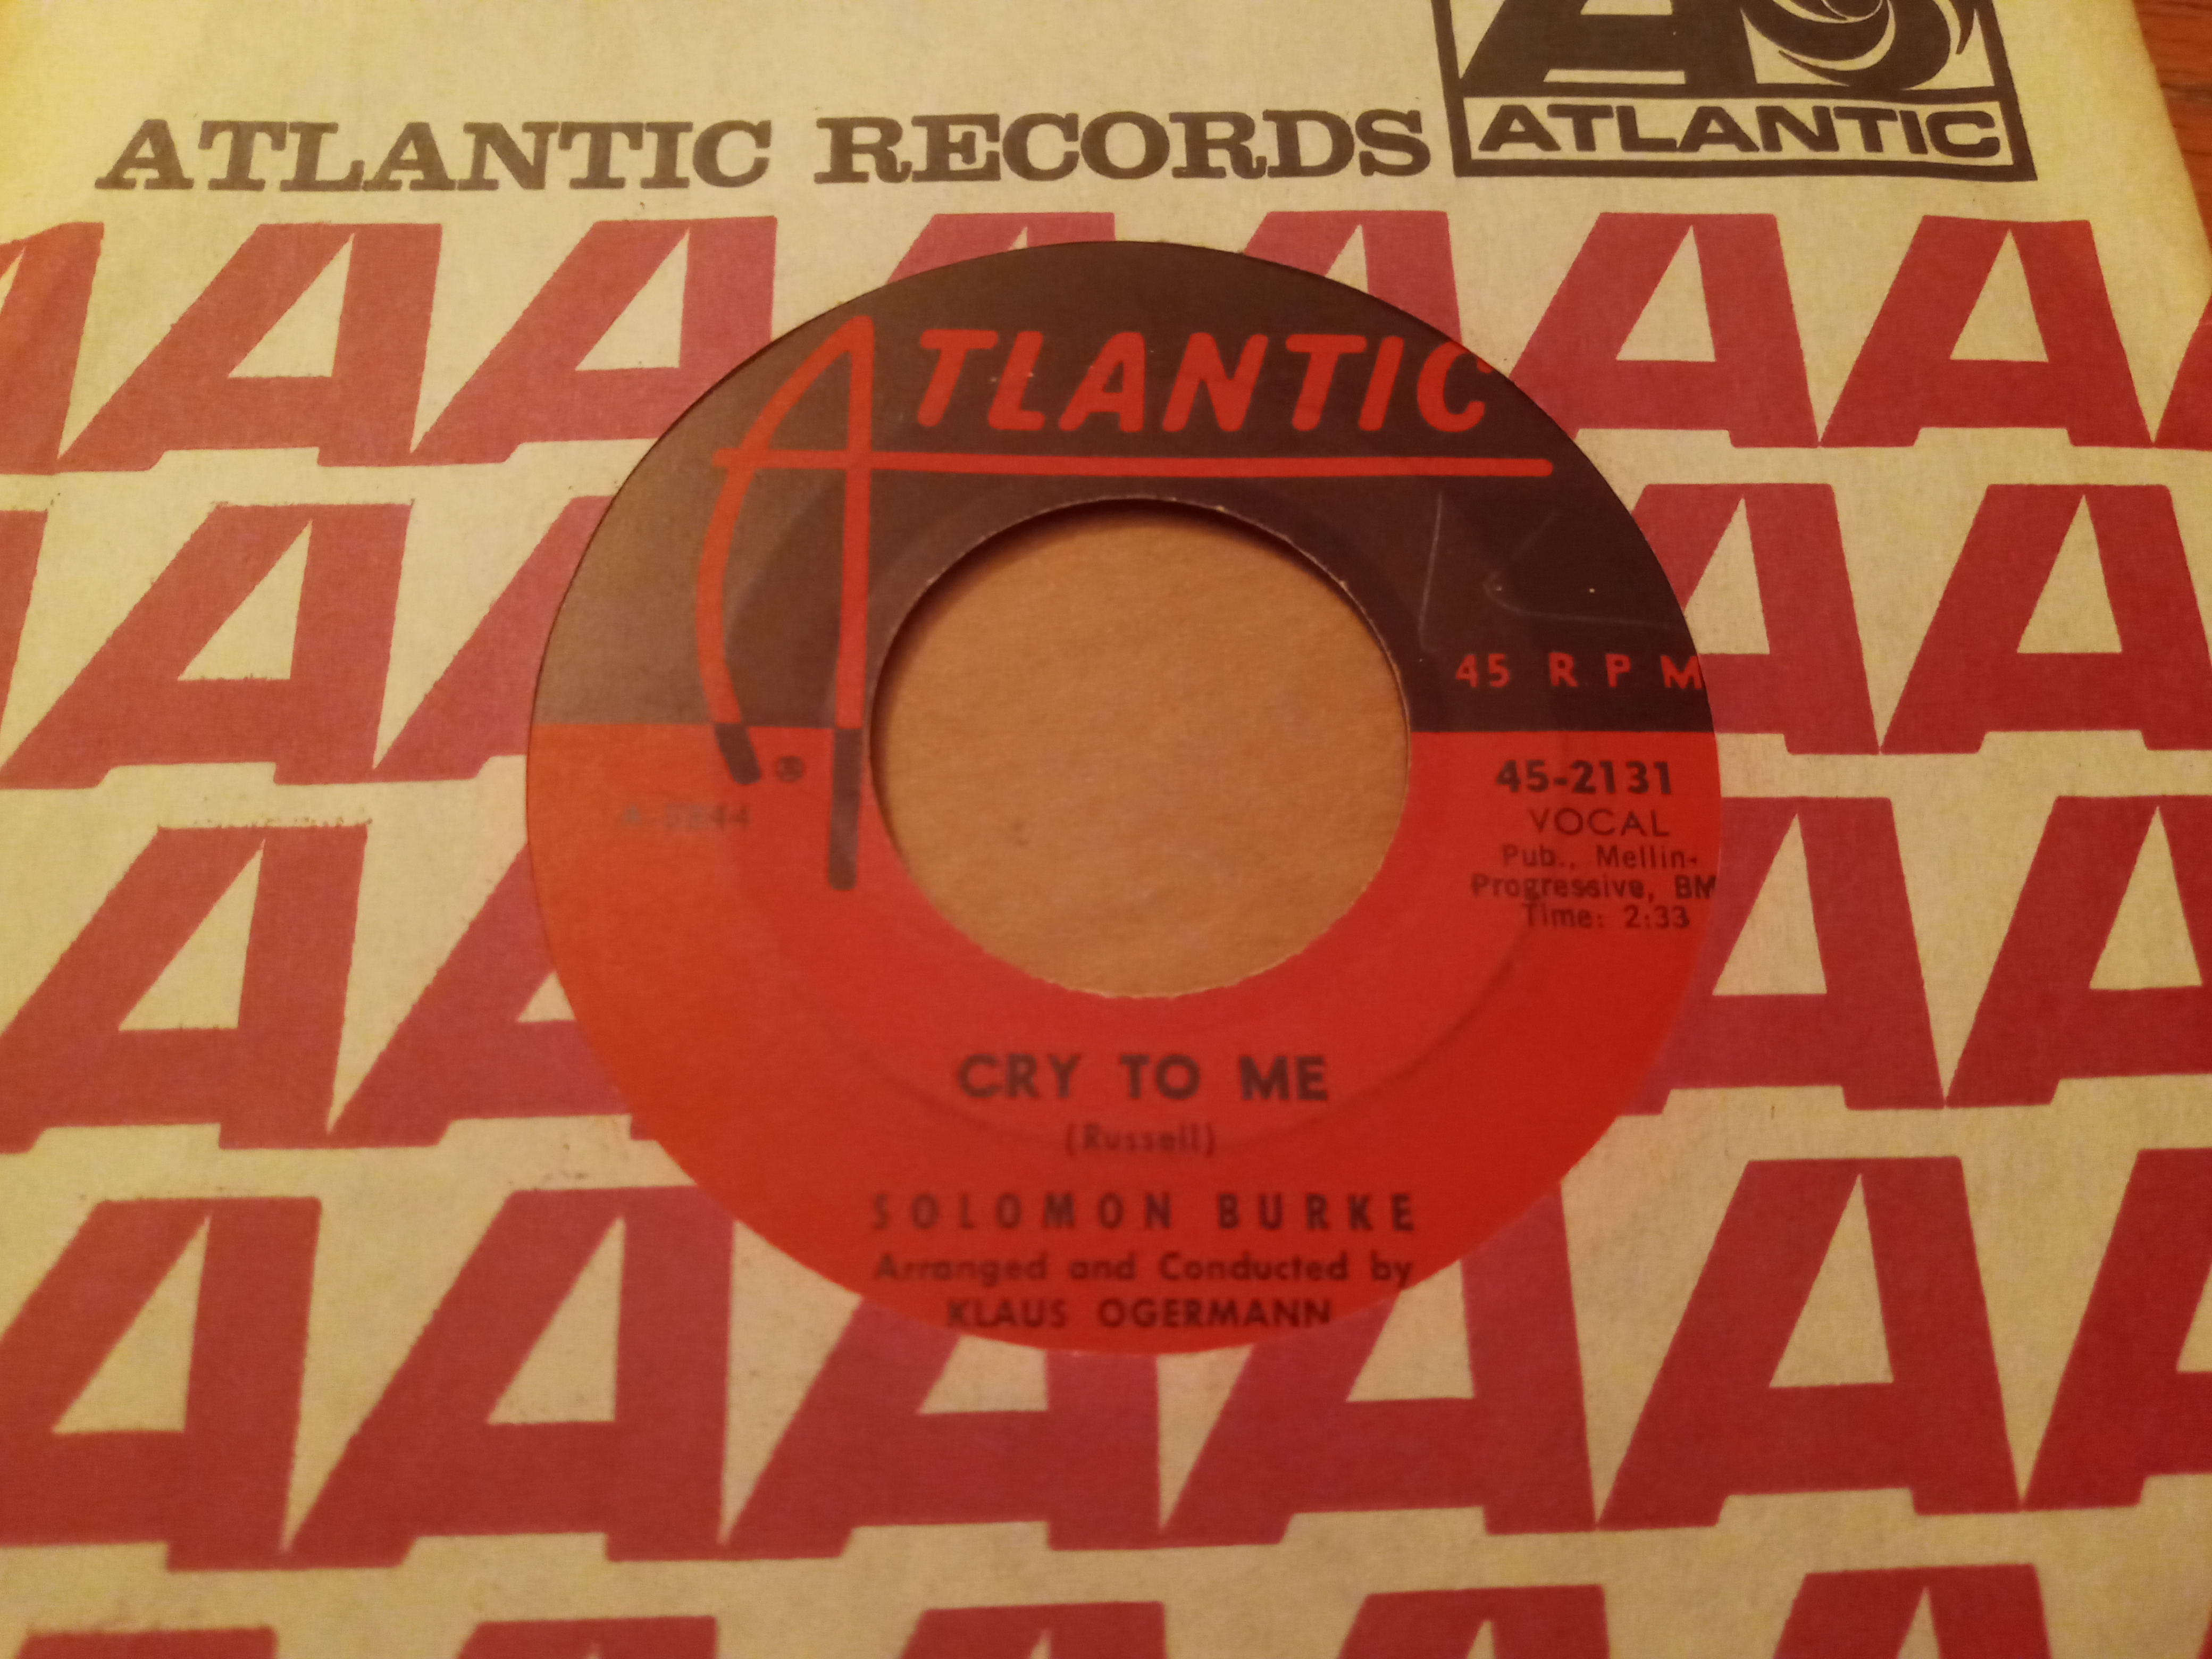 ATLANTIC RECORDS
ATLANTIC
ATLANTIC
45 RPM
®
45-2131
VOCAL
Pub., Mellin-
Progressive, BM
Time: 2:33
CRY TO ME
(Russell)
SOLOMON BURKE
Arranged and Conducted by
KLAUS OGERMANN